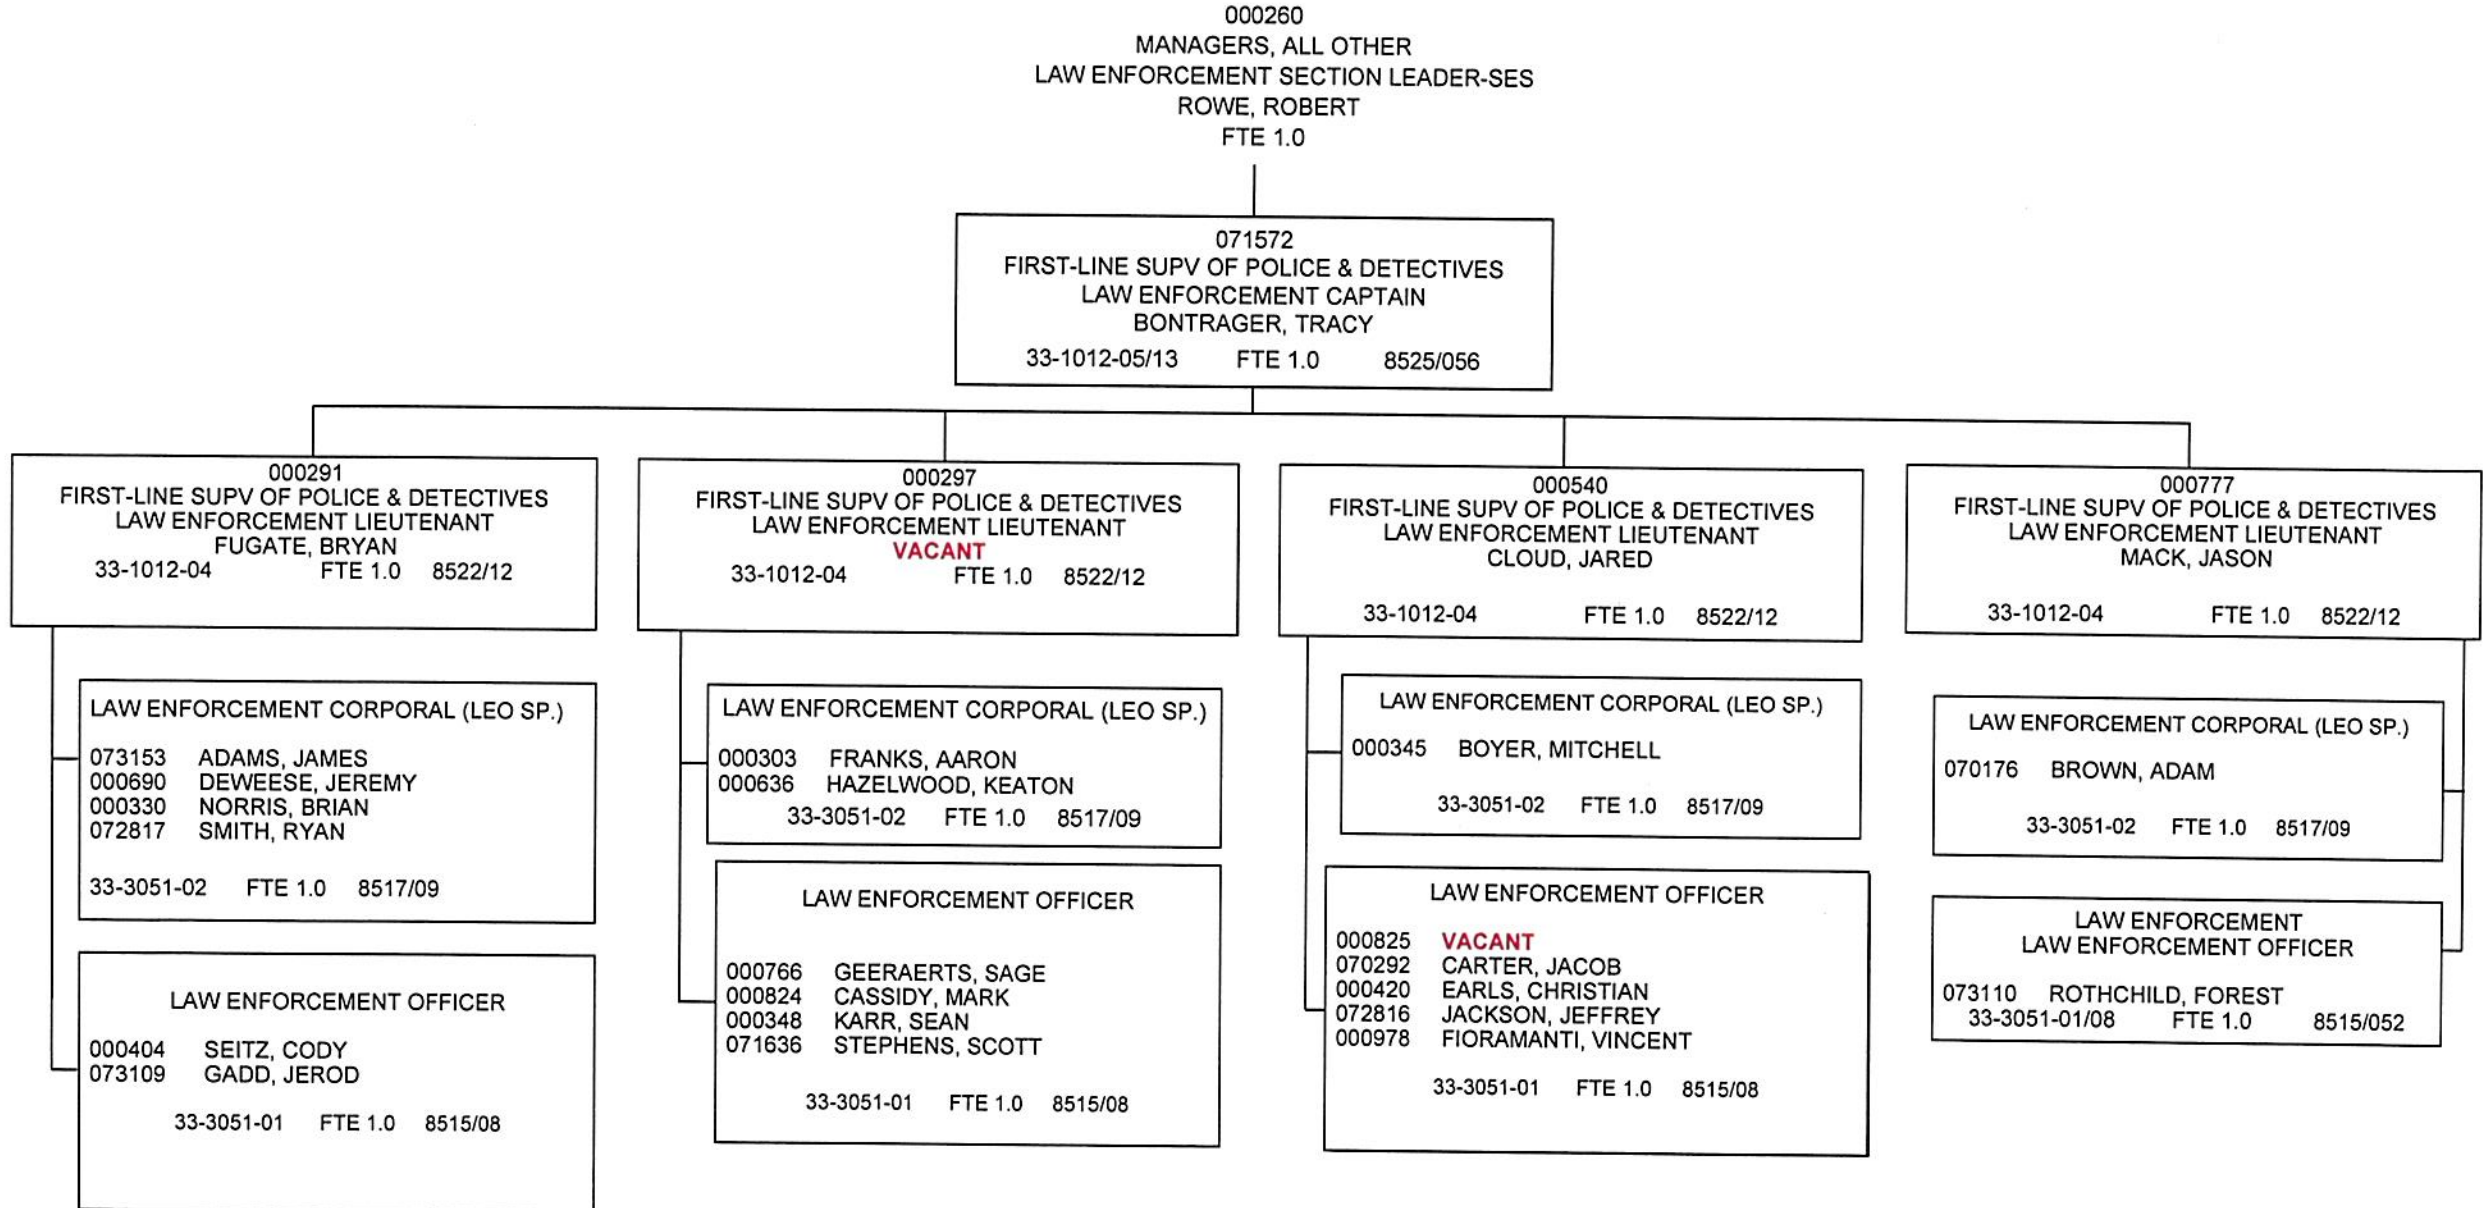 000260
MANAGERS, ALL OTHER
LAW ENFORCEMENT SECTION LEADER-SES
ROWE, ROBERT
FTE 1.0
071572
FIRST-LINE SUPV OF POLICE & DETECTIVES
LAW ENFORCEMENT CAPTAIN
BONTRAGER, TRACY
33-1012-05/13 FTE 1.0 8525/056
000291
FIRST-LINE SUPV OF POLICE & DETECTIVES
LAW ENFORCEMENT LIEUTENANT
FUGATE, BRYAN
33-1012-04 FTE 1.0 8522/12
LAW ENFORCEMENT CORPORAL (LEO SP.)
073153 ADAMS, JAMES
000690 DEWEESE, JEREMY
000330 NORRIS, BRIAN
072817 SMITH, RYAN
33-3051-02 FTE 1.0 8517/09
LAW ENFORCEMENT OFFICER
000404 SEITZ, CODY
073109 GADD, JEROD
33-3051-01 FTE 1.0 8515/08
000297
FIRST-LINE SUPV OF POLICE & DETECTIVES
LAW ENFORCEMENT LIEUTENANT
VACANT
33-1012-04 FTE 1.0 8522/12
LAW ENFORCEMENT CORPORAL (LEO SP.)
000303 FRANKS, AARON
000636 HAZELWOOD, KEATON
33-3051-02 FTE 1.0 8517/09
LAW ENFORCEMENT OFFICER
000766 GEERAERTS, SAGE
000824 CASSIDY, MARK
000348 KARR, SEAN
071636 STEPHENS, SCOTT
33-3051-01 FTE 1.0 8515/08
000540
FIRST-LINE SUPV OF POLICE & DETECTIVES
LAW ENFORCEMENT LIEUTENANT
CLOUD, JARED
33-1012-04 FTE 1.0 8522/12
LAW ENFORCEMENT CORPORAL (LEO SP.)
000345 BOYER, MITCHELL
33-3051-02 FTE 1.0 8517/09
LAW ENFORCEMENT OFFICER
000825 VACANT
070292 CARTER, JACOB
000420 EARLS, CHRISTIAN
072816 JACKSON, JEFFREY
000978 FIORAMANTI, VINCENT
33-3051-01 FTE 1.0 8515/08
000777
FIRST-LINE SUPV OF POLICE & DETECTIVES
LAW ENFORCEMENT LIEUTENANT
MACK, JASON
33-1012-04 FTE 1.0 8522/12
LAW ENFORCEMENT CORPORAL (LEO SP.)
070176 BROWN, ADAM
33-3051-02 FTE 1.0 8517/09
LAW ENFORCEMENT
LAW ENFORCEMENT OFFICER
073110 ROTHCHILD, FOREST
33-3051-01/08 FTE 1.0 8515/052